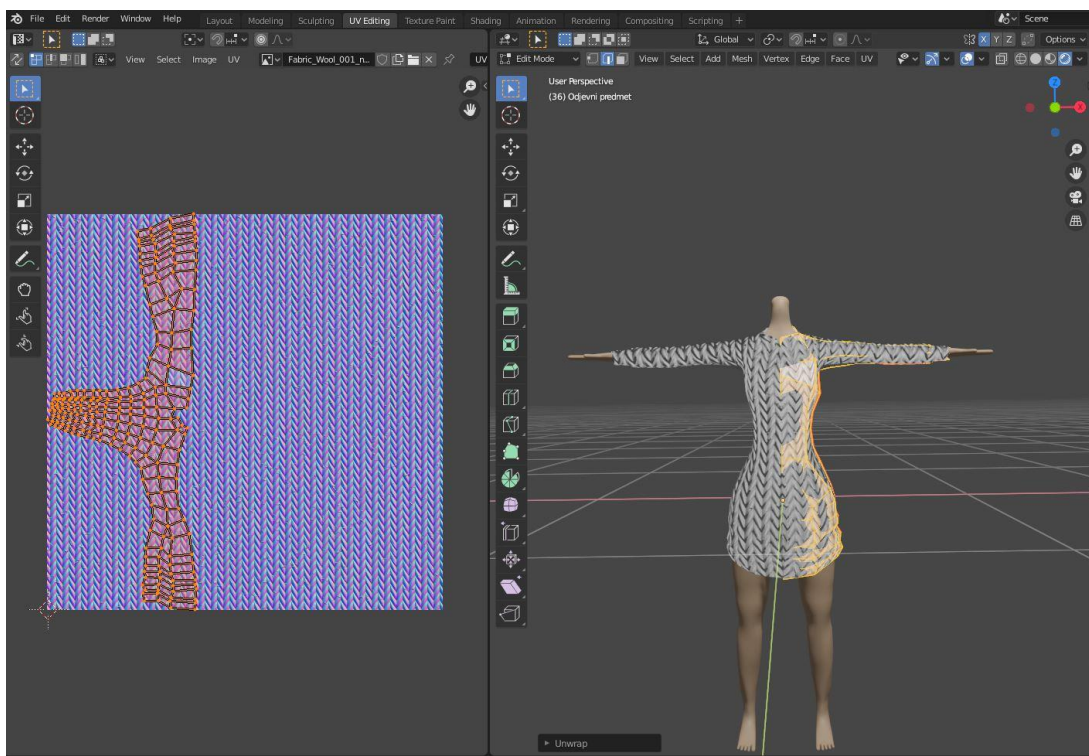 File Edit Render Window Help Layout Modeling Sculpting UV Editing Texture Paint Shading Animation Rendering Compositing Scripting + Scene
Global X Y Z Options
View Select Image UV Fabric_Wool_001_n... UV Edit Mode View Select Add Mesh Vertex Edge Face UV
User Perspective
(36) Odjevni predmet
Z
X
Unwrap